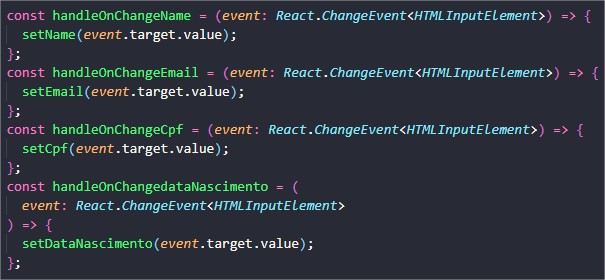 const handleOnChangeName = (event: React.ChangeEvent<HTMLInputElement>) => {
  setName(event.target.value);
};
const handleOnChangeEmail = (event: React.ChangeEvent<HTMLInputElement>) => {
  setEmail(event.target.value);
};
const handleOnChangeCpf = (event: React.ChangeEvent<HTMLInputElement>) => {
  setCpf(event.target.value);
};
const handleOnChangedataNascimento = (
  event: React.ChangeEvent<HTMLInputElement>
) => {
  setDataNascimento(event.target.value);
};